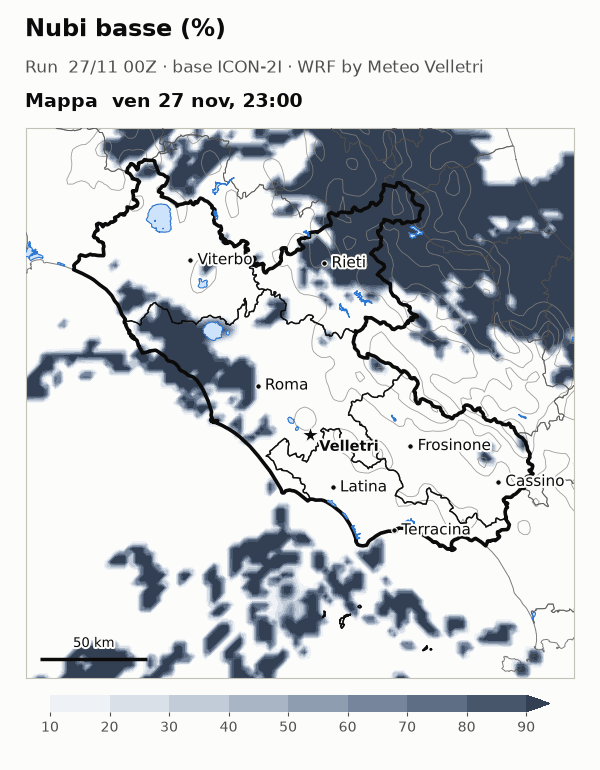 Nubi basse (%)
Run  27/11 00Z · base ICON-2I · WRF by Meteo Velletri
Mappa  ven 27 nov, 23:00
Viterbo
Rieti
Roma
Velletri
Frosinone
Cassino
Latina
Terracina
50 km
10 20 30 40 50 60 70 80 90